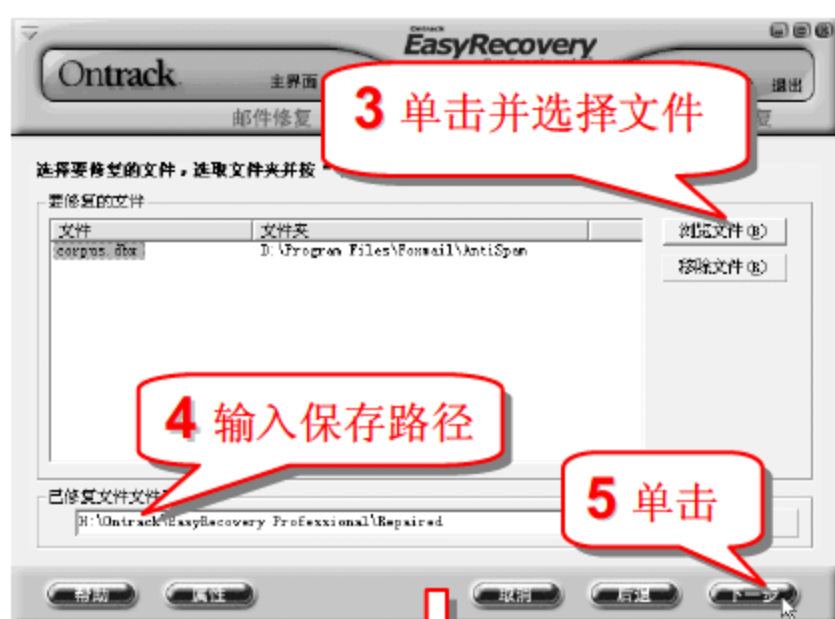 Ontrack
EasyRecovery
Ontrack
主界面
退出
邮件修复
复
3 单击并选择文件
选择要修复的文件，选取文件夹并按“
要修复的文件
文件 文件夹
corpus.dbx D:\Program Files\Foxmail\AntiSpam
浏览文件(B)
移除文件(R)
4 输入保存路径
已修复文件文件
H:\Ontrack\EasyRecovery Professional\Repaired
5 单击
帮助 属性 取消 后退 下一步